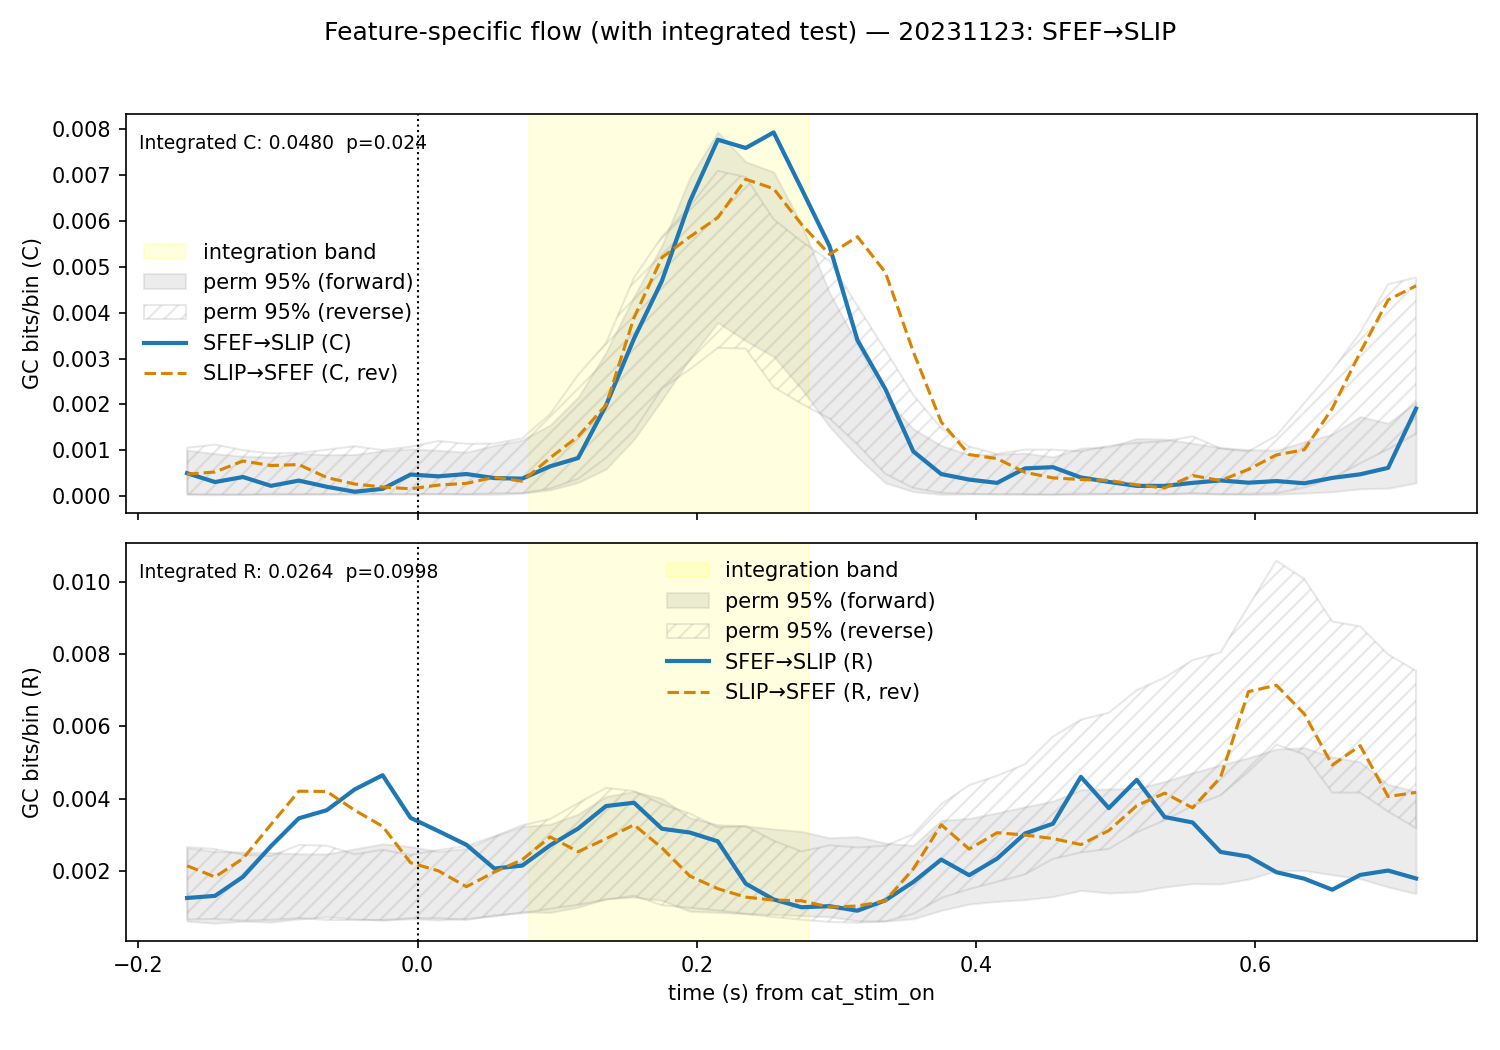 Feature-specific flow (with integrated test) — 20231123: SFEF→SLIP
Integrated C: 0.0480  p=0.024
GC bits/bin (C)
0.008
0.007
0.006
0.005
0.004
0.003
0.002
0.001
0.000
integration band
perm 95% (forward)
perm 95% (reverse)
SFEF→SLIP (C)
SLIP→SFEF (C, rev)
Integrated R: 0.0264  p=0.0998
GC bits/bin (R)
0.010
0.008
0.006
0.004
0.002
integration band
perm 95% (forward)
perm 95% (reverse)
SFEF→SLIP (R)
SLIP→SFEF (R, rev)
−0.2 0.0 0.2 0.4 0.6
time (s) from cat_stim_on